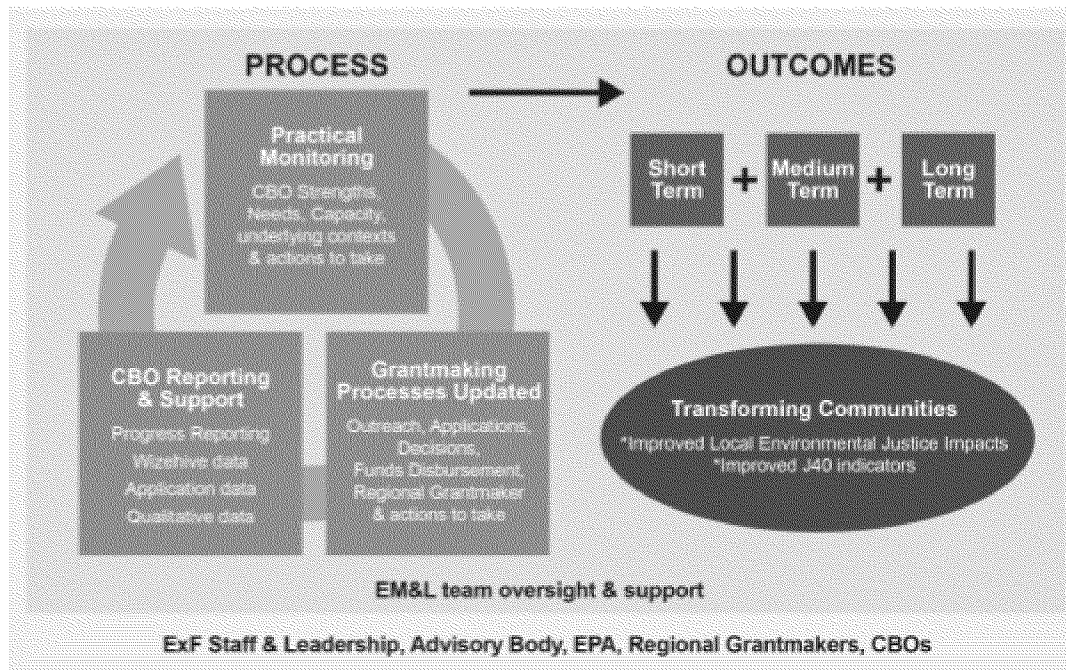 PROCESS
OUTCOMES
Practical
Monitoring
CBO Strengths,
Needs, Capacity,
underlying contexts
& actions to take
CBO Reporting
& Support
Progress Reporting
Wizehive data
Application data
Qualitative data
Grantmaking
Processes Updated
Outreach, Applications,
Decisions,
Funds Disbursement,
Regional Grantmaker
& actions to take
Short
Term
+
Medium
Term
+
Long
Term
Transforming Communities
*Improved Local Environmental Justice Impacts
*Improved J40 indicators
EM&L team oversight & support
ExF Staff & Leadership, Advisory Body, EPA, Regional Grantmakers, CBOs